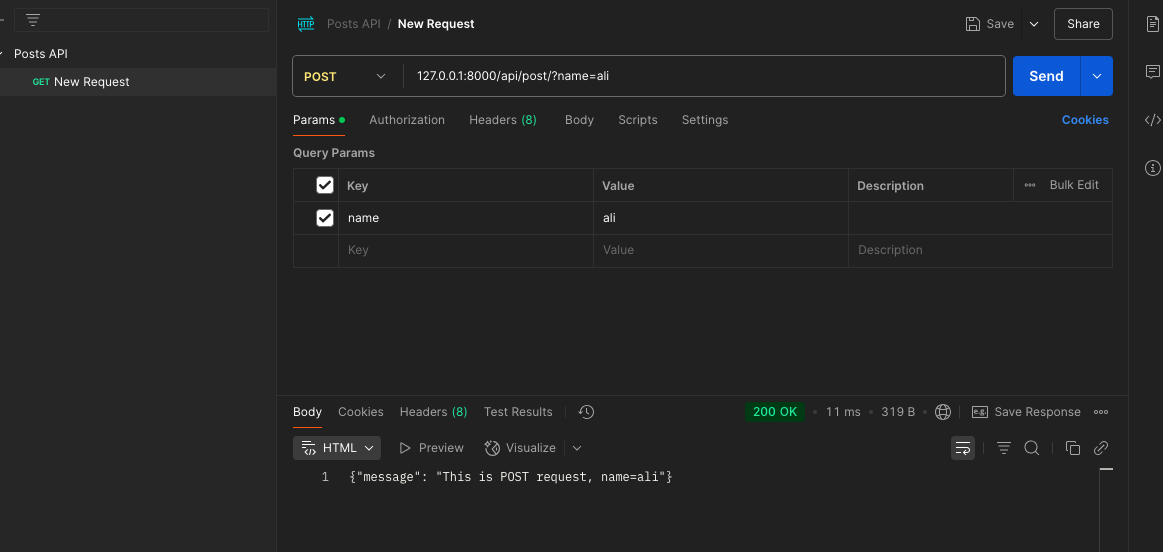 Posts API / New Request
Save
Share
Posts API
GET New Request
POST
127.0.0.1:8000/api/post/?name=ali
Send
Params
Authorization
Headers (8)
Body
Scripts
Settings
Cookies
Query Params
Key Value Description Bulk Edit
name ali
Key Value Description
Body Cookies Headers (8) Test Results
200 OK • 11 ms • 319 B
e.g. Save Response
HTML Preview Visualize
1 {"message": "This is POST request, name=ali"}